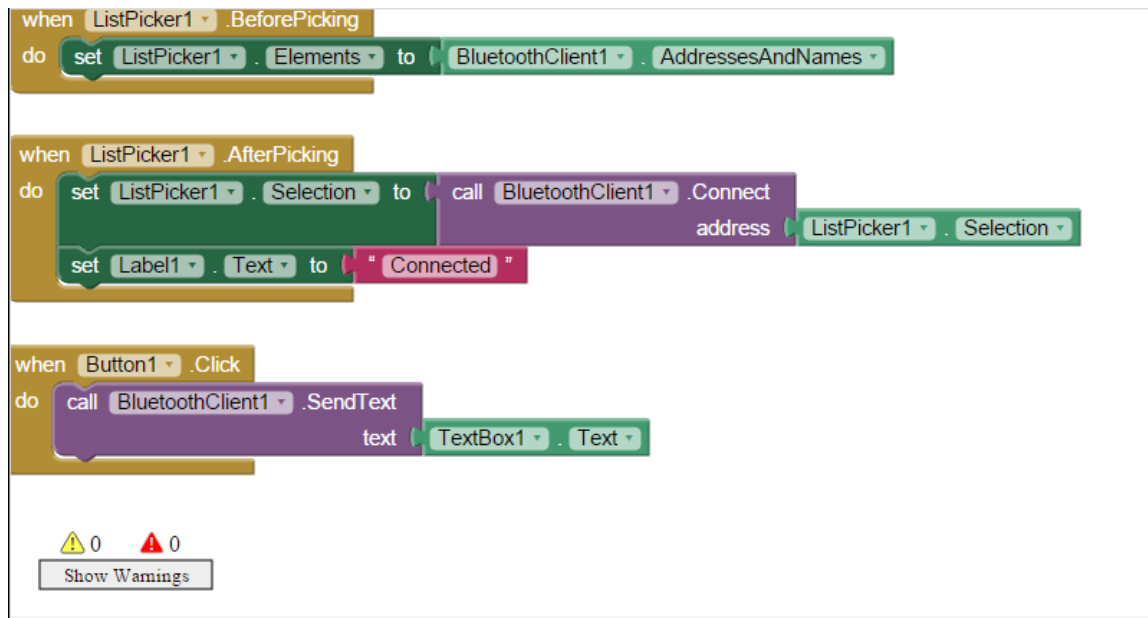 when ListPicker1 .BeforePicking
do set ListPicker1 . Elements to BluetoothClient1 . AddressesAndNames
when ListPicker1 .AfterPicking
do set ListPicker1 . Selection to call BluetoothClient1 .Connect
address ListPicker1 . Selection
set Label1 . Text to " Connected "
when Button1 .Click
do call BluetoothClient1 .SendText
text TextBox1 . Text
0 0
Show Warnings